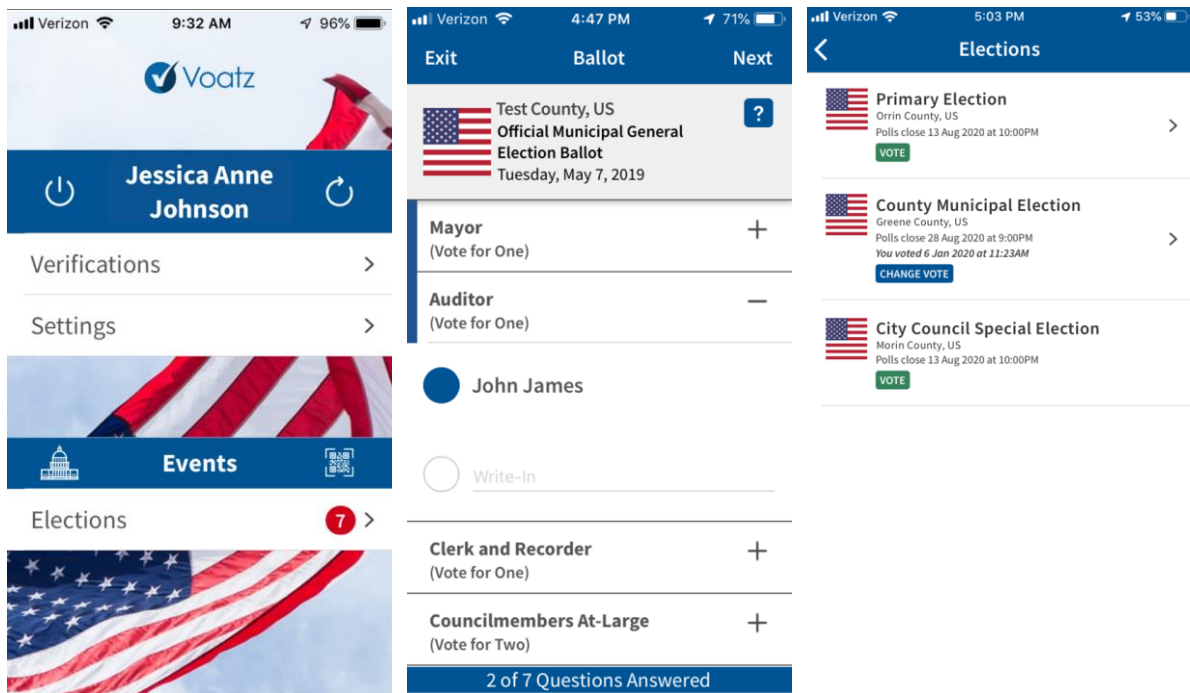 Verizon 9:32 AM 96%
Voatz
Jessica Anne
Johnson
Verifications
Settings
Events
Elections 7
Verizon 4:47 PM 71%
Exit Ballot Next
Test County, US
Official Municipal General
Election Ballot
Tuesday, May 7, 2019
?
Mayor
(Vote for One)
Auditor
(Vote for One)
John James
Write-In
Clerk and Recorder
(Vote for One)
Councilmembers At-Large
(Vote for Two)
2 of 7 Questions Answered
Verizon 5:03 PM 53%
Elections
Primary Election
Orrin County, US
Polls close 13 Aug 2020 at 10:00PM
VOTE
County Municipal Election
Greene County, US
Polls close 28 Aug 2020 at 9:00PM
You voted 6 Jan 2020 at 11:23AM
CHANGE VOTE
City Council Special Election
Morin County, US
Polls close 13 Aug 2020 at 10:00PM
VOTE